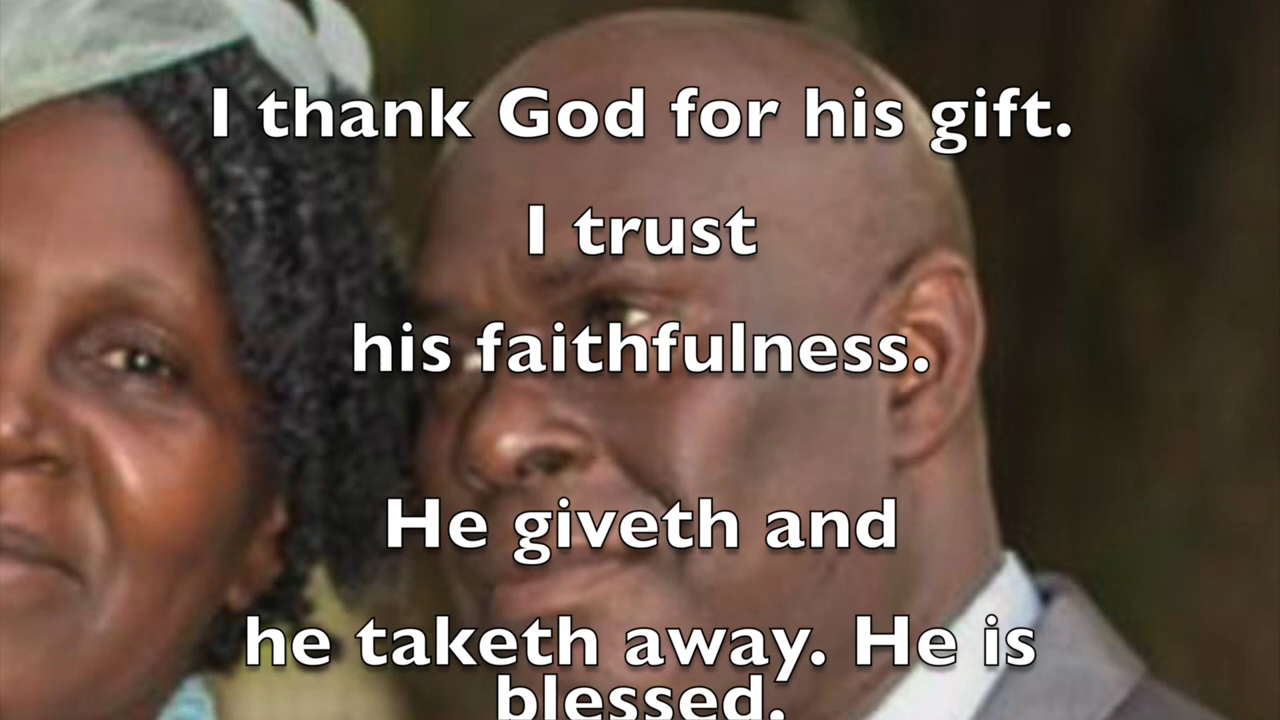 I thank God for his gift.
I trust
his faithfulness.
He giveth and
he taketh away. He is
blessed.